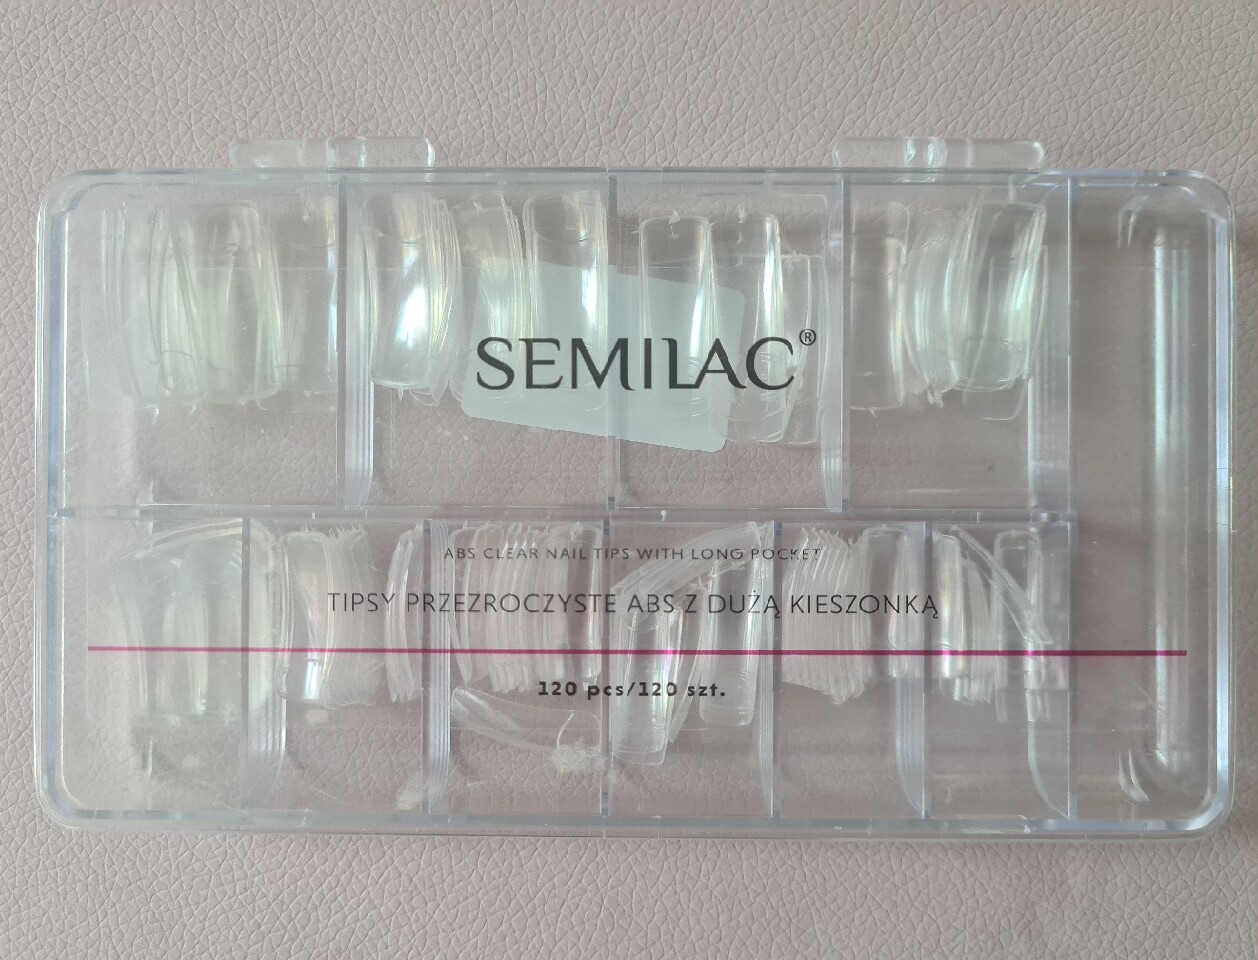 SEMILAC®
ABS CLEAR NAIL TIPS WITH LONG POCKET
TIPSY PRZEZROCZYSTE ABS Z DUŻĄ KIESZONKĄ
120 pcs/120 szt.